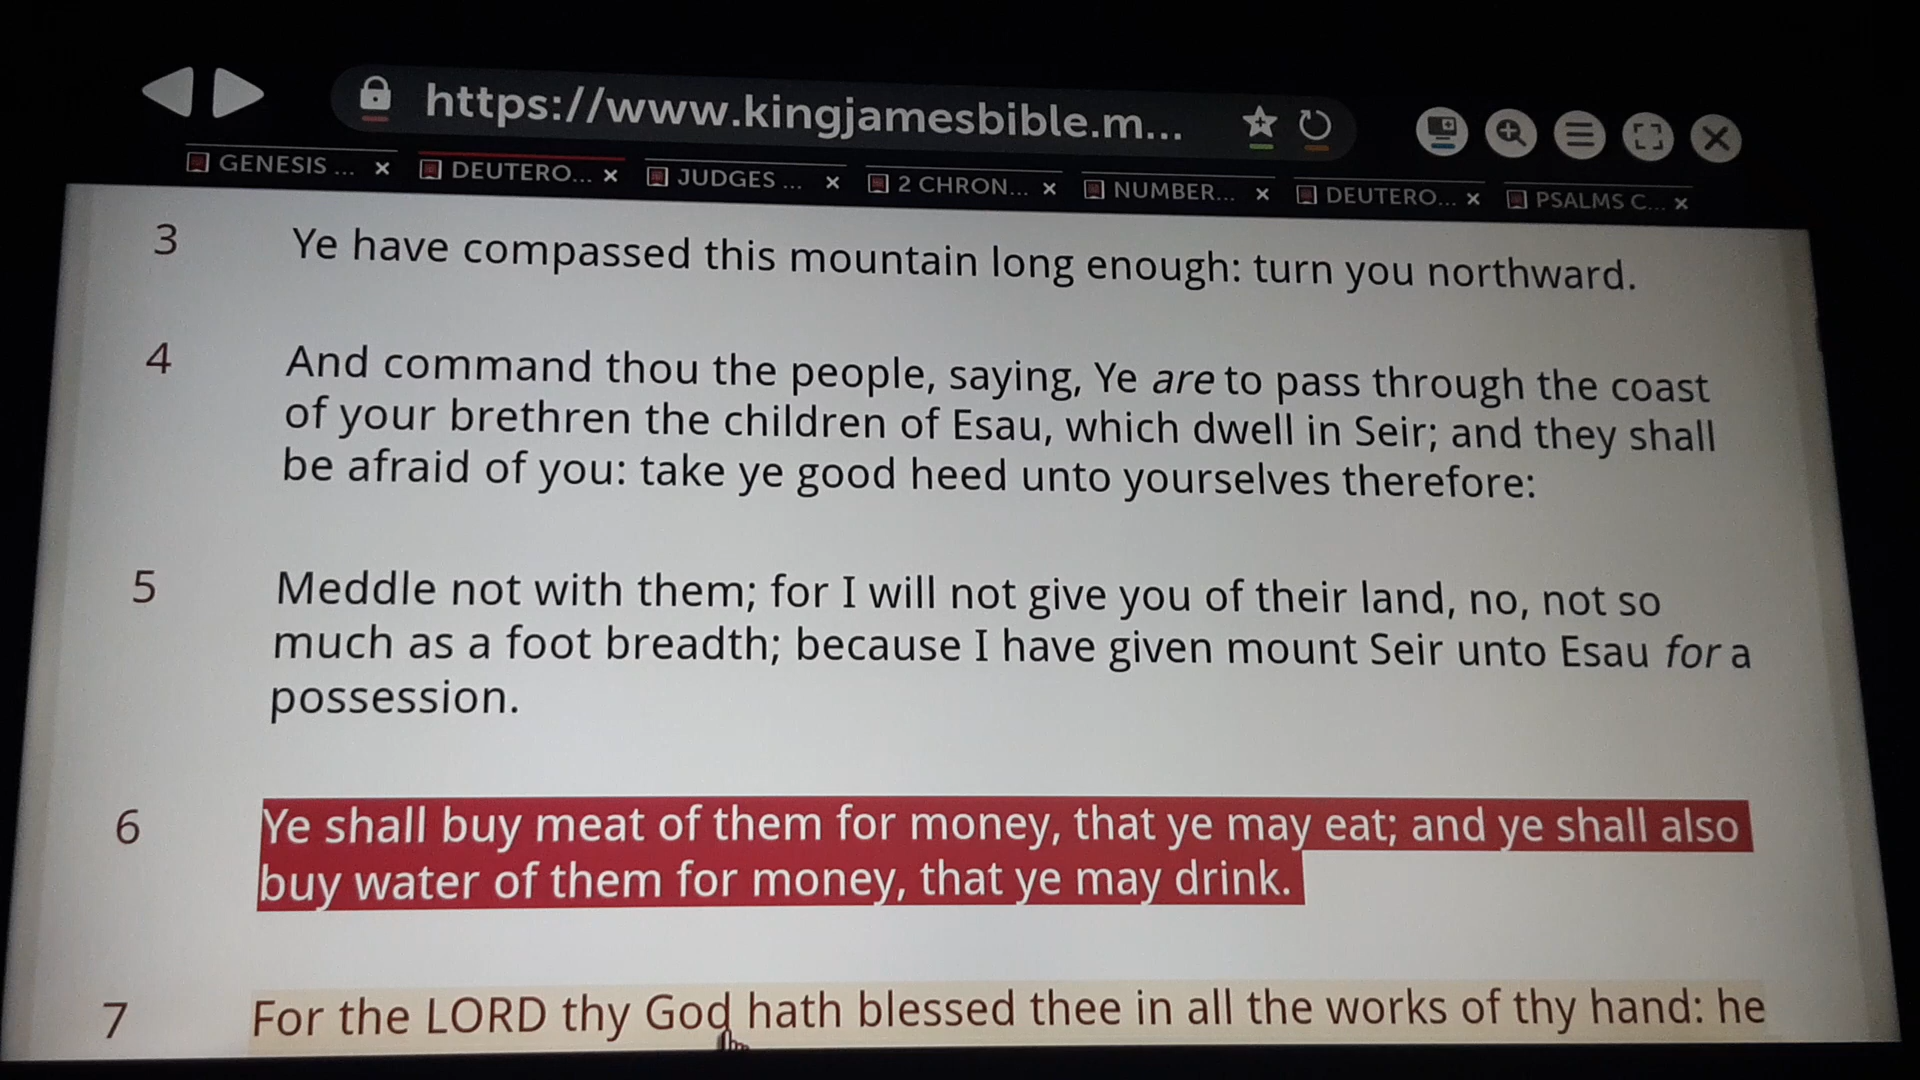 https://www.kingjamesbible.m...
GENESIS ... × DEUTERO... × JUDGES ... × 2 CHRON... × NUMBER... × DEUTERO... × PSALMS C... ×
3 Ye have compassed this mountain long enough: turn you northward.
4 And command thou the people, saying, Ye are to pass through the coast
of your brethren the children of Esau, which dwell in Seir; and they shall
be afraid of you: take ye good heed unto yourselves therefore:
5 Meddle not with them; for I will not give you of their land, no, not so
much as a foot breadth; because I have given mount Seir unto Esau for a
possession.
6 Ye shall buy meat of them for money, that ye may eat; and ye shall also
buy water of them for money, that ye may drink.
7 For the LORD thy God hath blessed thee in all the works of thy hand: he